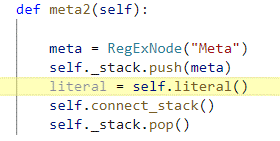 def meta2(self):
meta = RegExNode("Meta")
self._stack.push(meta)
literal = self.literal()
self.connect_stack()
self._stack.pop()